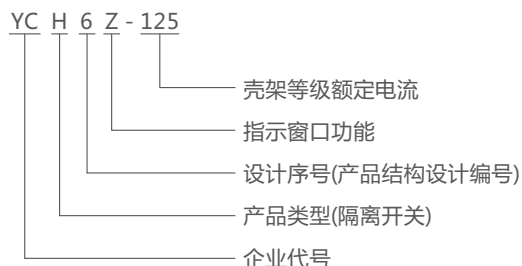 YC H 6 Z - 125
壳架等级额定电流
指示窗口功能
设计序号(产品结构设计编号)
产品类型(隔离开关)
企业代号